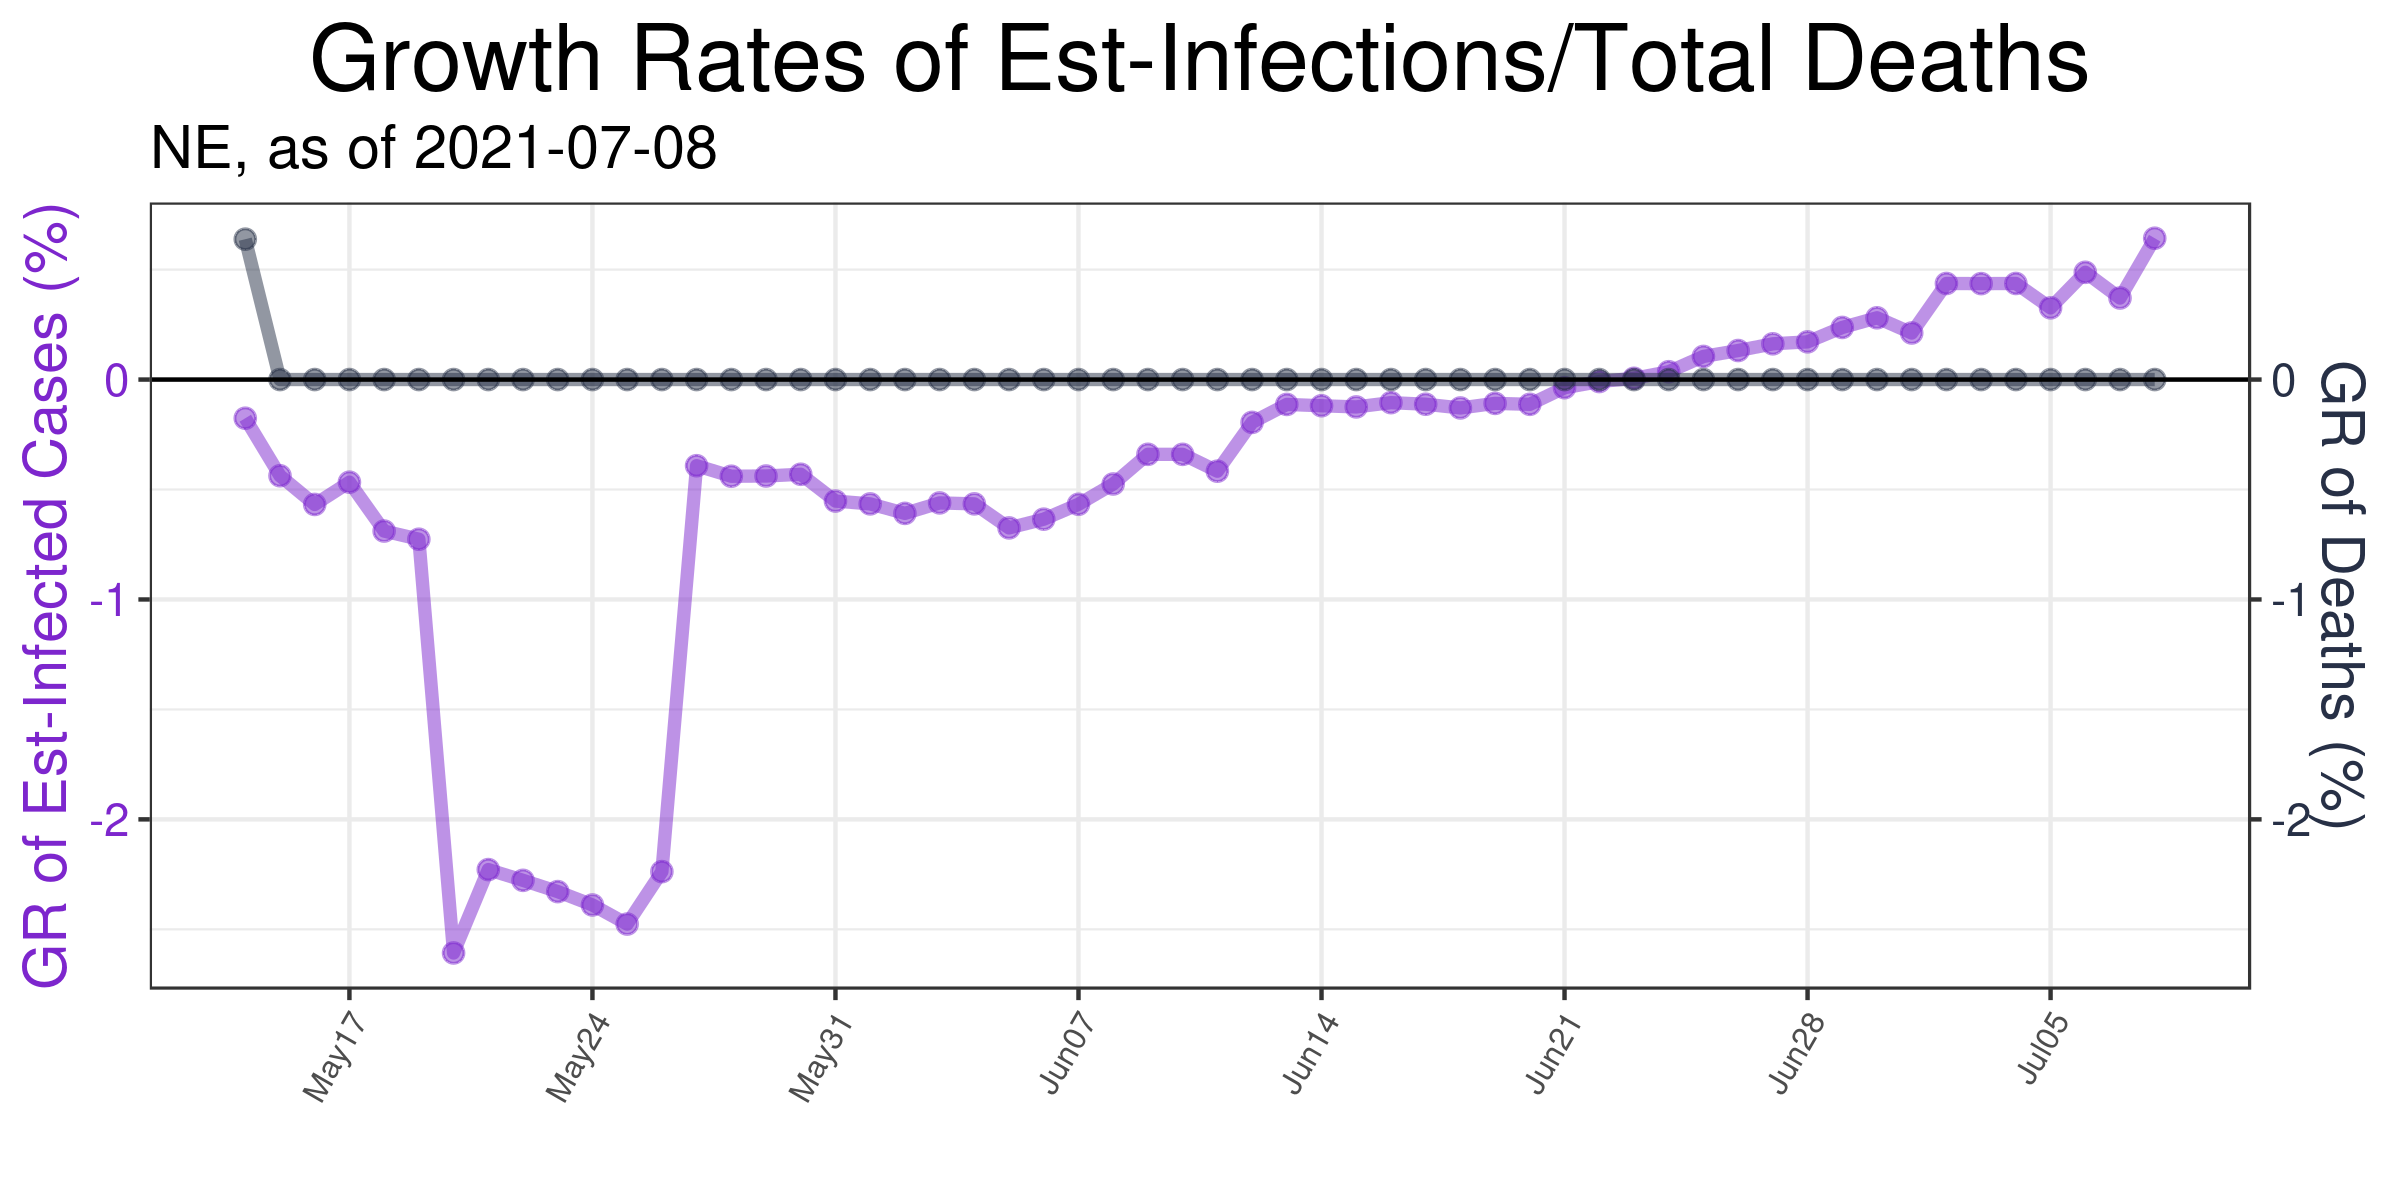 Growth Rates of Est-Infections/Total Deaths
NE, as of 2021-07-08
GR of Est-Infected Cases (%)
0
-1
-2
0
-1
-2
GR of Deaths (%)
May17
May24
May31
Jun07
Jun14
Jun21
Jun28
Jul05